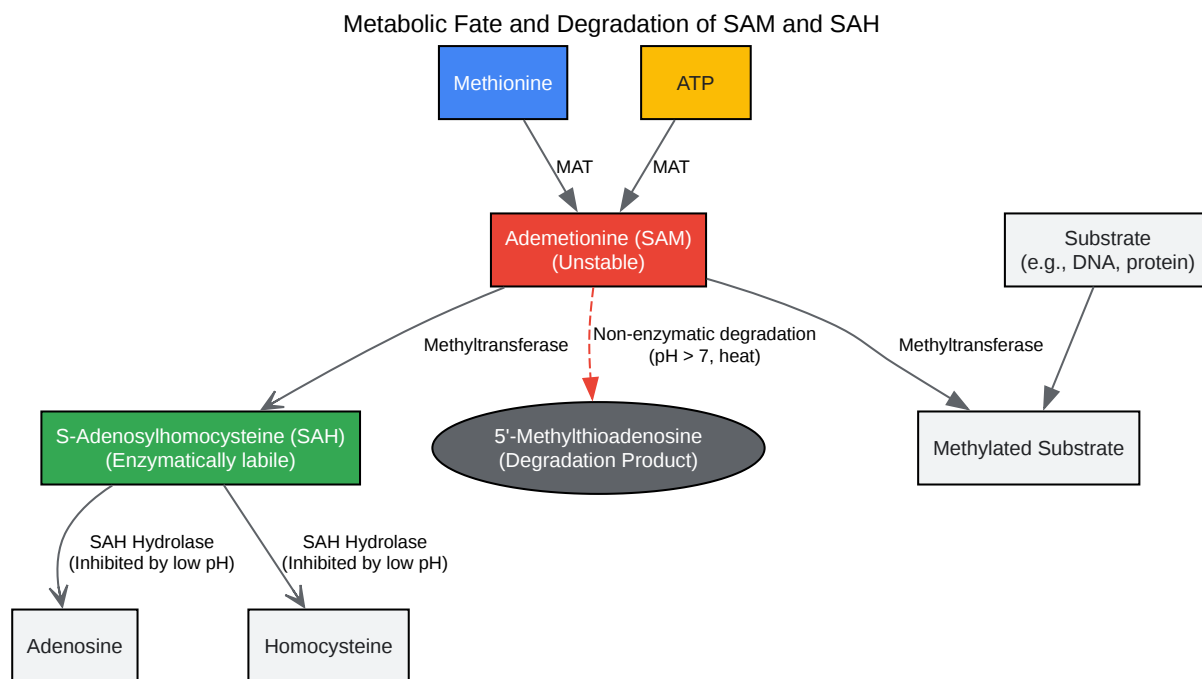 Metabolic Fate and Degradation of SAM and SAH
Methionine
ATP
MAT
MAT
Ademetionine (SAM)
(Unstable)
Substrate
(e.g., DNA, protein)
Methyltransferase
Non-enzymatic degradation
(pH > 7, heat)
Methyltransferase
S-Adenosylhomocysteine (SAH)
(Enzymatically labile)
5'-Methylthioadenosine
(Degradation Product)
Methylated Substrate
SAH Hydrolase
(Inhibited by low pH)
SAH Hydrolase
(Inhibited by low pH)
Adenosine
Homocysteine